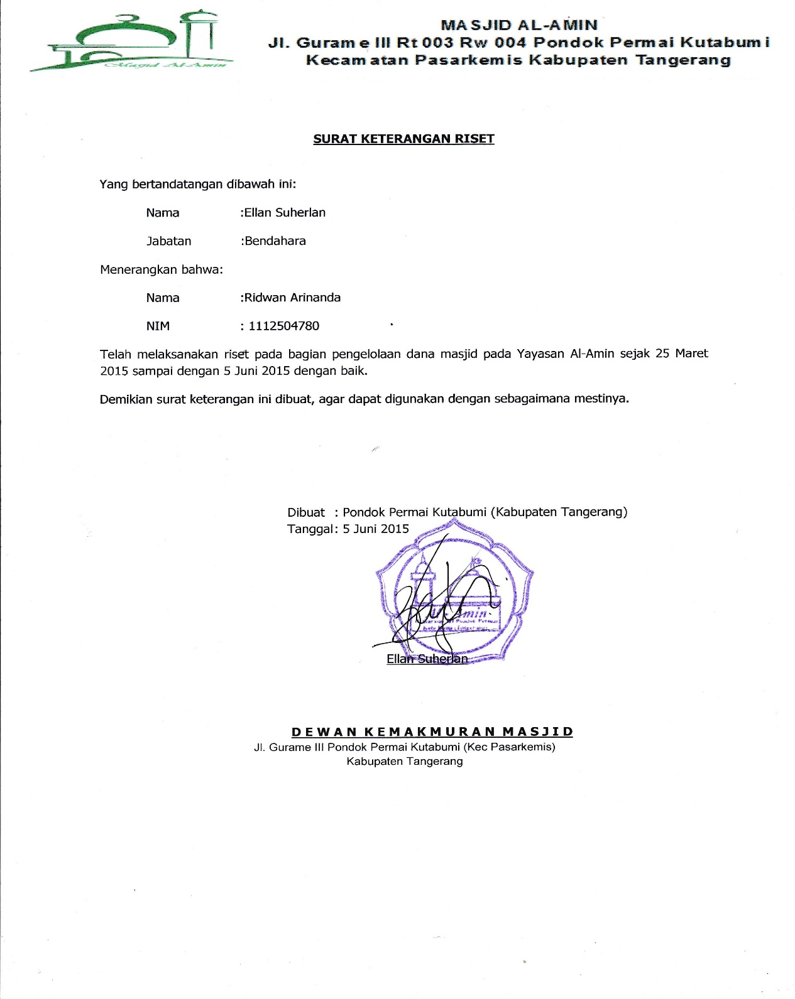 MASJID AL-AMIN
Jl. Gurame III Rt 003 Rw 004 Pondok Permai Kutabumi
Kecamatan Pasarkemis Kabupaten Tangerang
Masjid Al-Amin
SURAT KETERANGAN RISET
Yang bertandatangan dibawah ini:
Nama :Ellan Suherlan
Jabatan :Bendahara
Menerangkan bahwa:
Nama :Ridwan Arinanda
NIM : 1112504780
Telah melaksanakan riset pada bagian pengelolaan dana masjid pada Yayasan Al-Amin sejak 25 Maret
2015 sampai dengan 5 Juni 2015 dengan baik.
Demikian surat keterangan ini dibuat, agar dapat digunakan dengan sebagaimana mestinya.
Dibuat : Pondok Permai Kutabumi (Kabupaten Tangerang)
Tanggal: 5 Juni 2015
Al-Amin
Pondok Permai
Ellan Suherlan
DEWAN KEMAKMURAN MASJID
Jl. Gurame III Pondok Permai Kutabumi (Kec Pasarkemis)
Kabupaten Tangerang